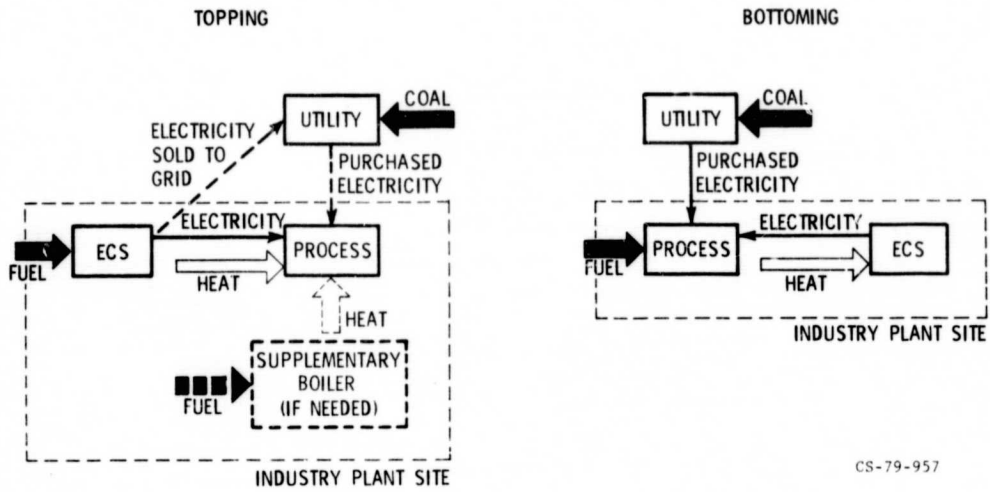 TOPPING
COAL
UTILITY
ELECTRICITY
SOLD TO
GRID
PURCHASED
ELECTRICITY
ELECTRICITY
ECS
PROCESS
FUEL
HEAT
HEAT
SUPPLEMENTARY
BOILER
(IF NEEDED)
FUEL
INDUSTRY PLANT SITE
BOTTOMING
COAL
UTILITY
PURCHASED
ELECTRICITY
ELECTRICITY
PROCESS
ECS
FUEL
HEAT
INDUSTRY PLANT SITE
CS-79-957